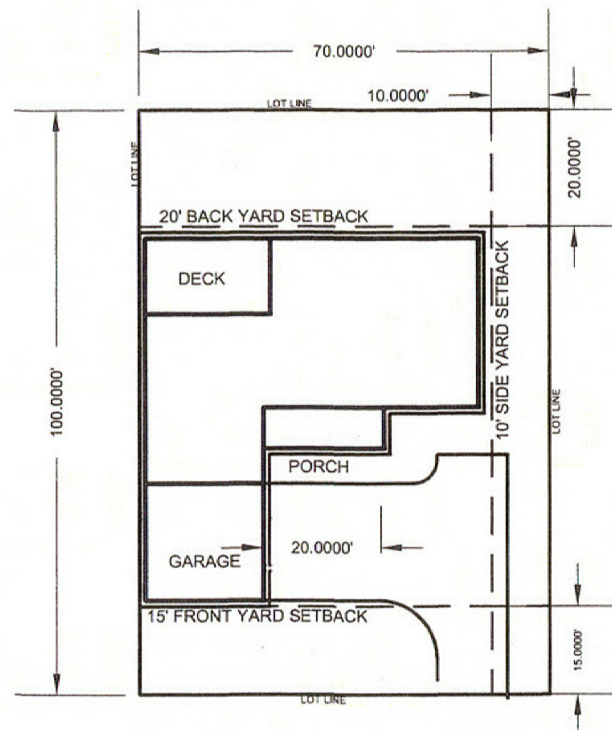 70.0000'
10.0000'
LOT LINE
LOT LINE
20.0000'
20' BACK YARD SETBACK
DECK
10' SIDE YARD SETBACK
100.0000'
LOT LINE
PORCH
20.0000'
GARAGE
15' FRONT YARD SETBACK
15.0000'
LOT LINE